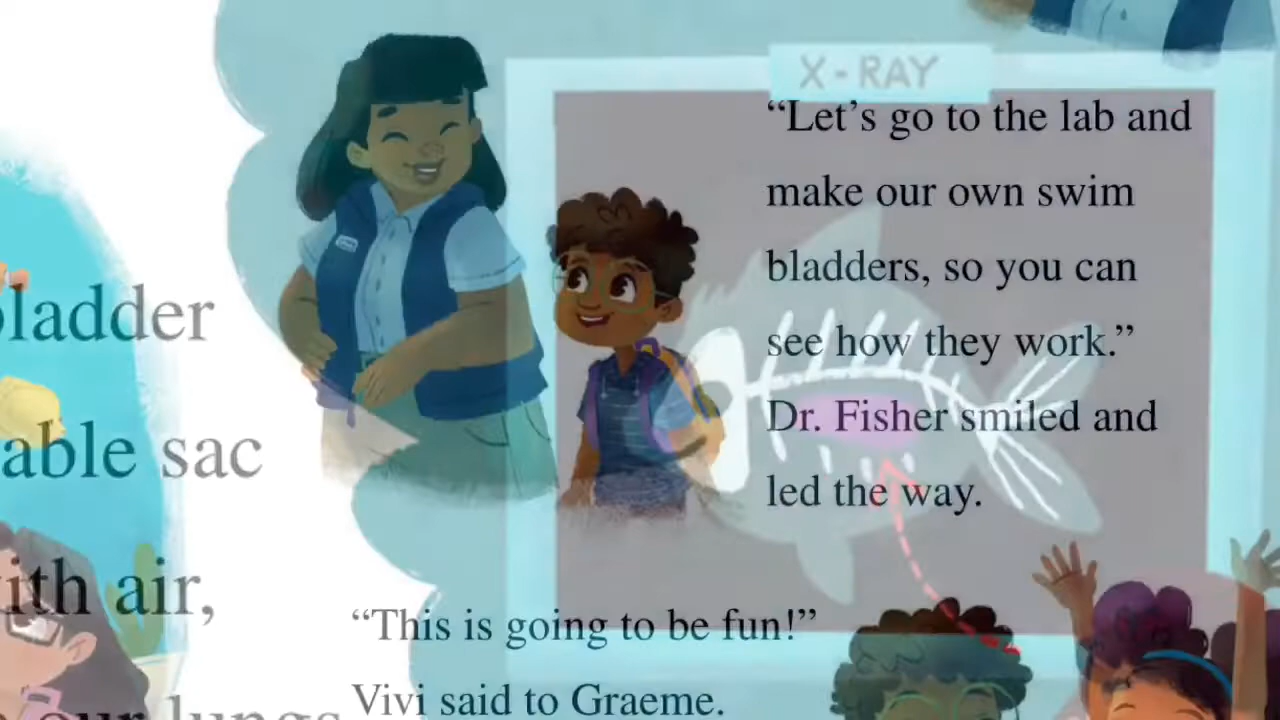 X-RAY
“Let’s go to the lab and
make our own swim
bladders, so you can
see how they work.”
Dr. Fisher smiled and
led the way.
bladder
able sac
ith air,
our lungs
“This is going to be fun!”
Vivi said to Graeme.